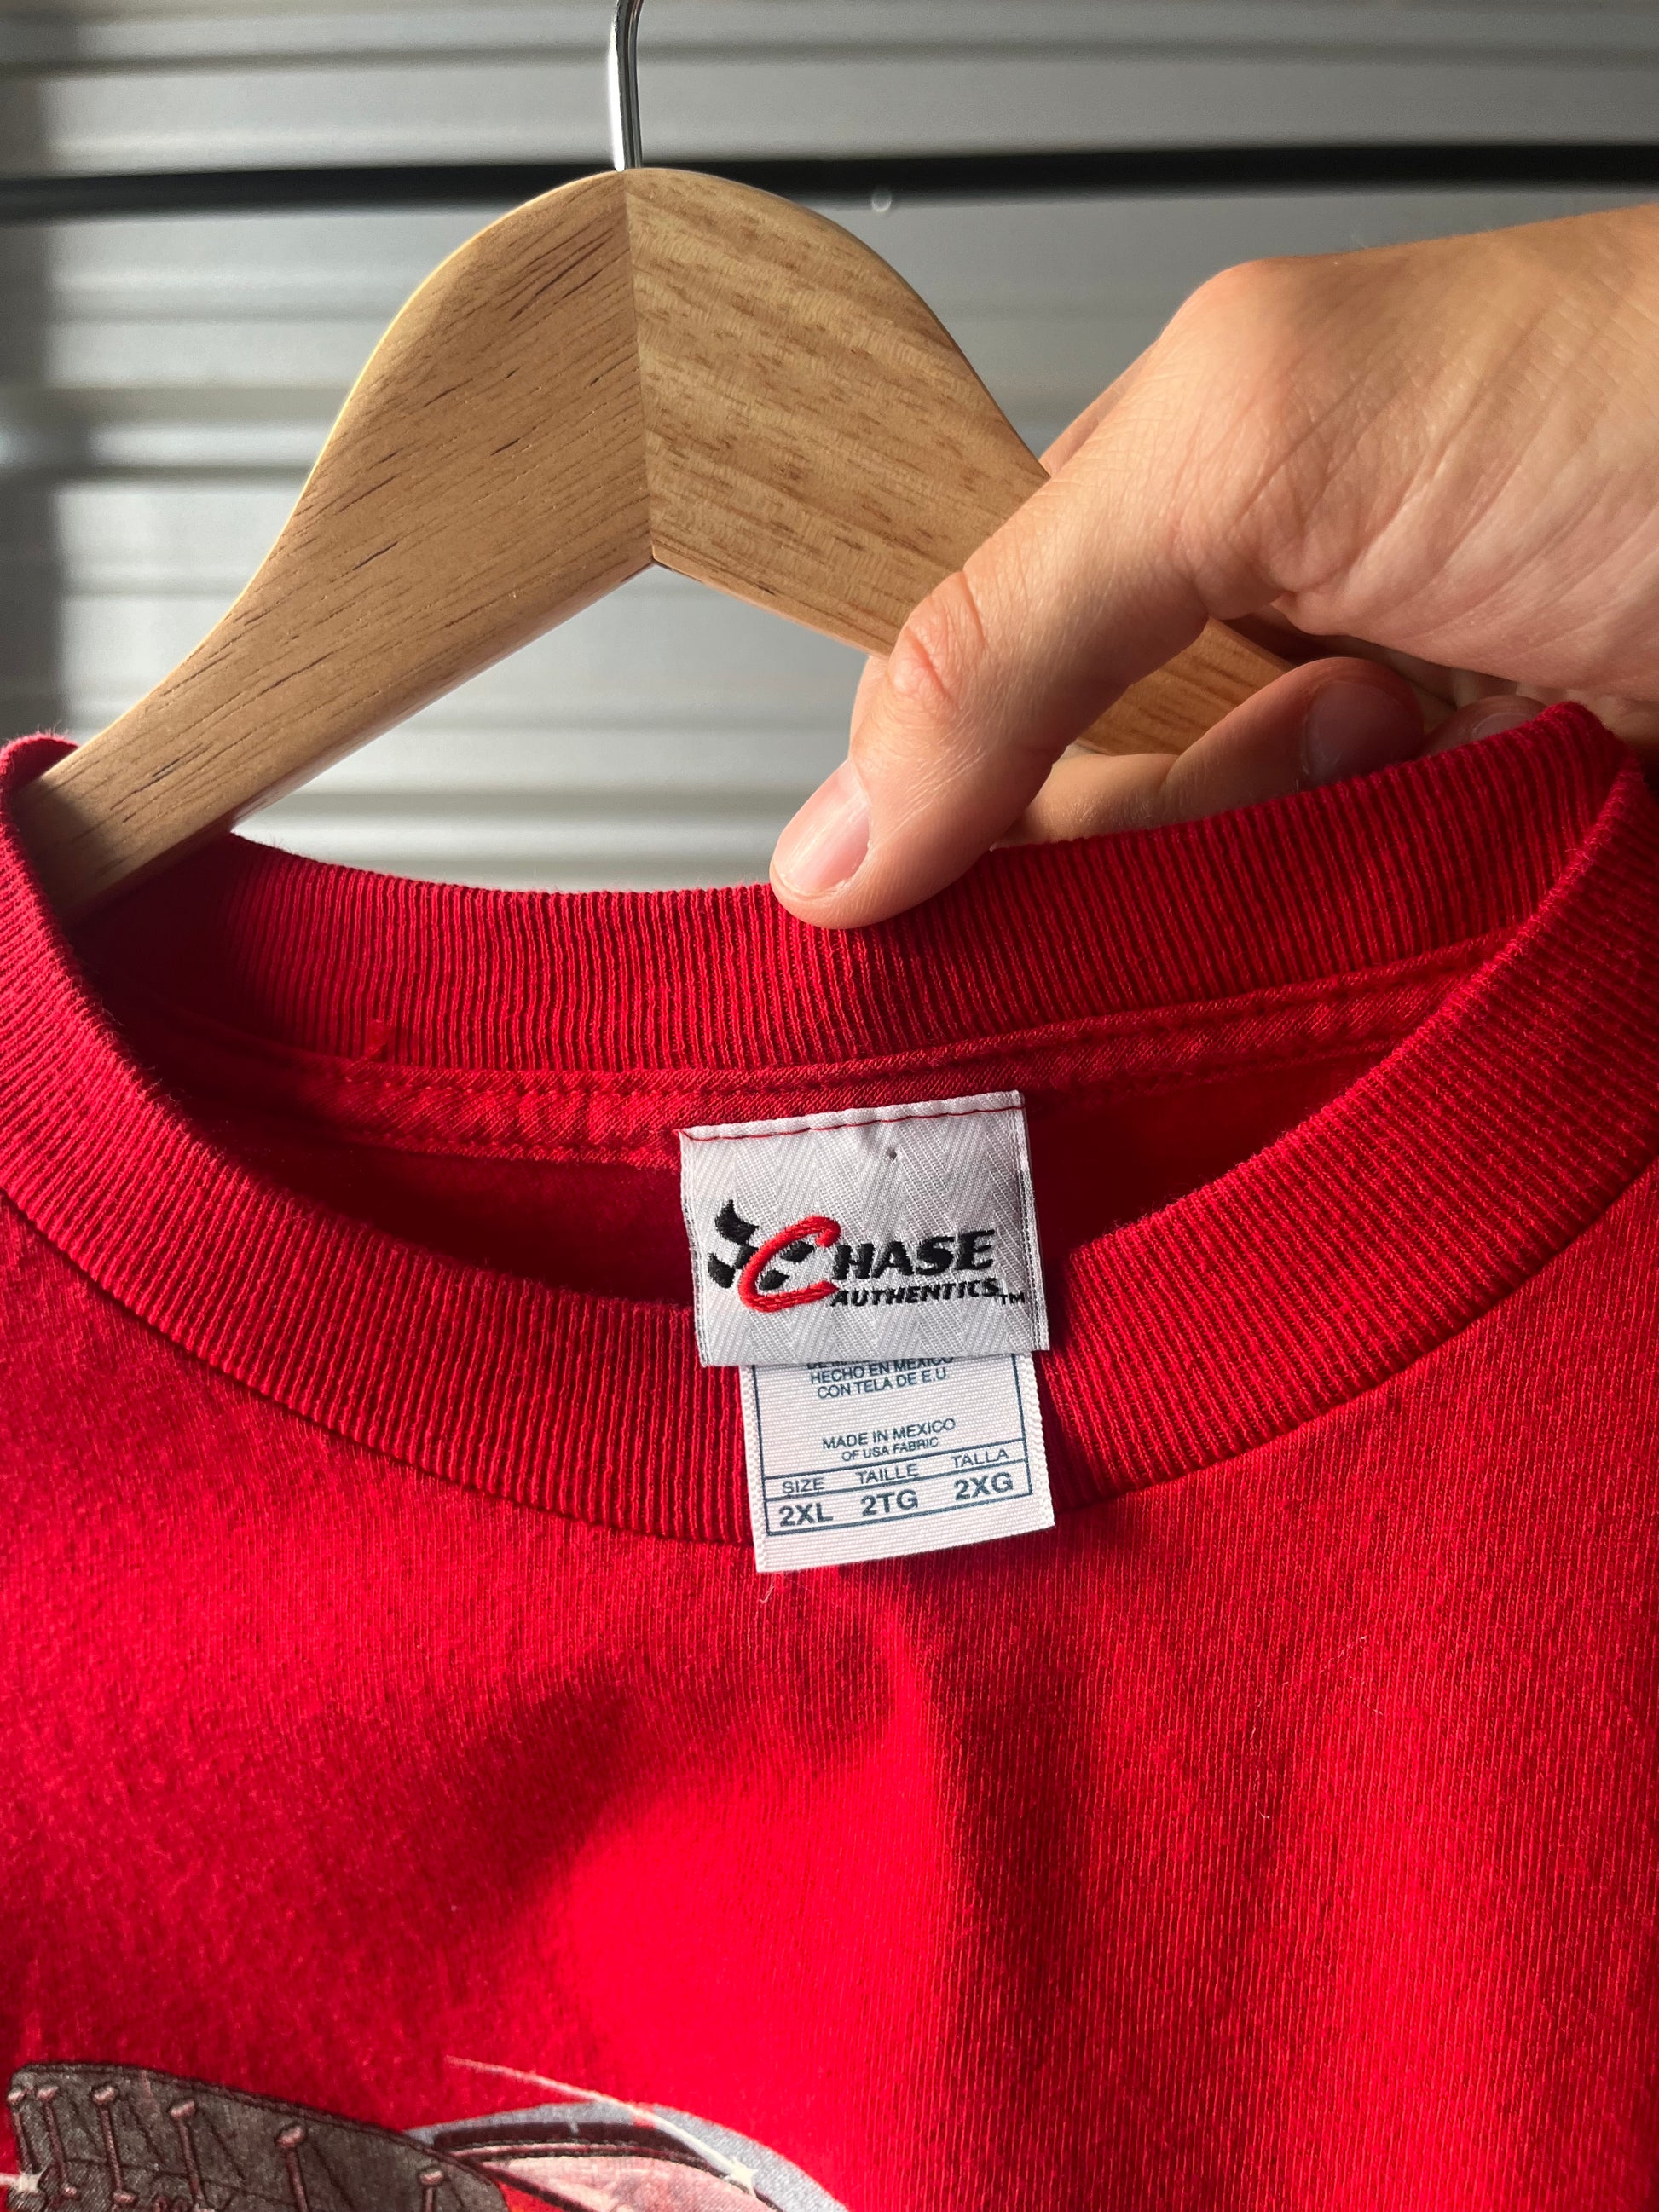 CHASE
AUTHENTICS TM
HECHO EN MEXICO
CON TELA DE E.U.
MADE IN MEXICO
OF USA FABRIC
SIZE TAILLE TALLA
2XL 2TG 2XG